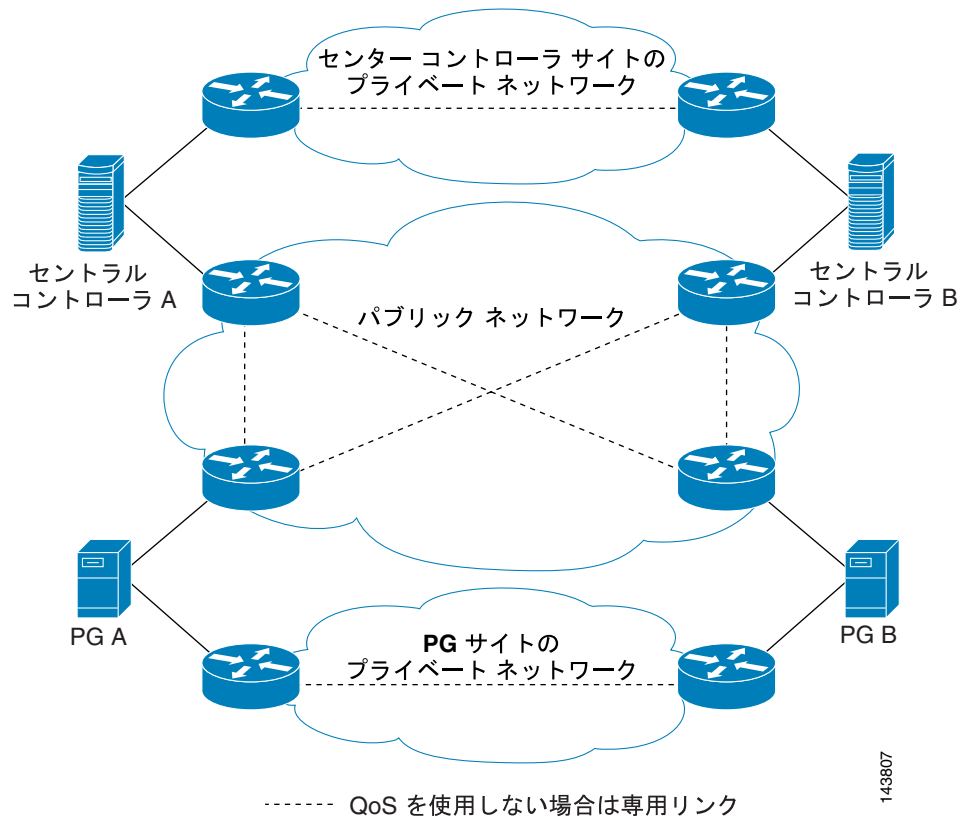 センター コントローラ サイトの
プライベート ネットワーク
セントラル
コントローラ A
セントラル
コントローラ B
パブリック ネットワーク
PG A
PG B
PG サイトの
プライベート ネットワーク
143807
QoS を使用しない場合は専用リンク